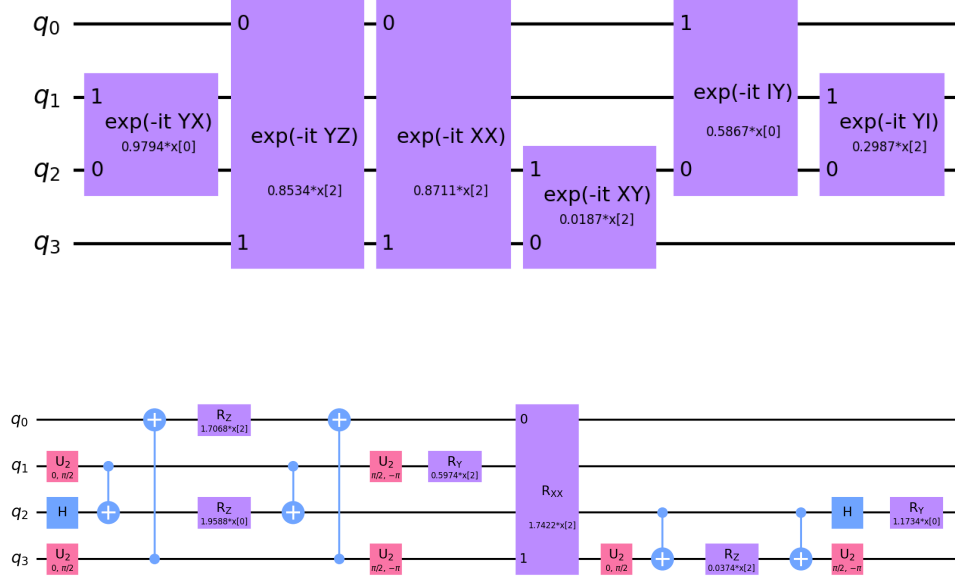 q0 0 0 1
q1 1 exp(-it YX) 0.9794*x[0] exp(-it YZ) 0.8534*x[2] exp(-it XX) 0.8711*x[2] exp(-it IY) 0.5867*x[0] 1 exp(-it YI) 0.2987*x[2]
q2 0 1 exp(-it XY) 0.0187*x[2] 0 0
q3 1 1 0
q0 RZ 1.7068*x[2] 0
q1 U2 0, π/2 U2 π/2, −π RY 0.5974*x[2]
RXX 1.7422*x[2]
q2 H RZ 1.9588*x[0] H RY 1.1734*x[0]
q3 U2 0, π/2 U2 π/2, −π 1 U2 0, π/2 RZ 0.0374*x[2] U2 π/2, −π